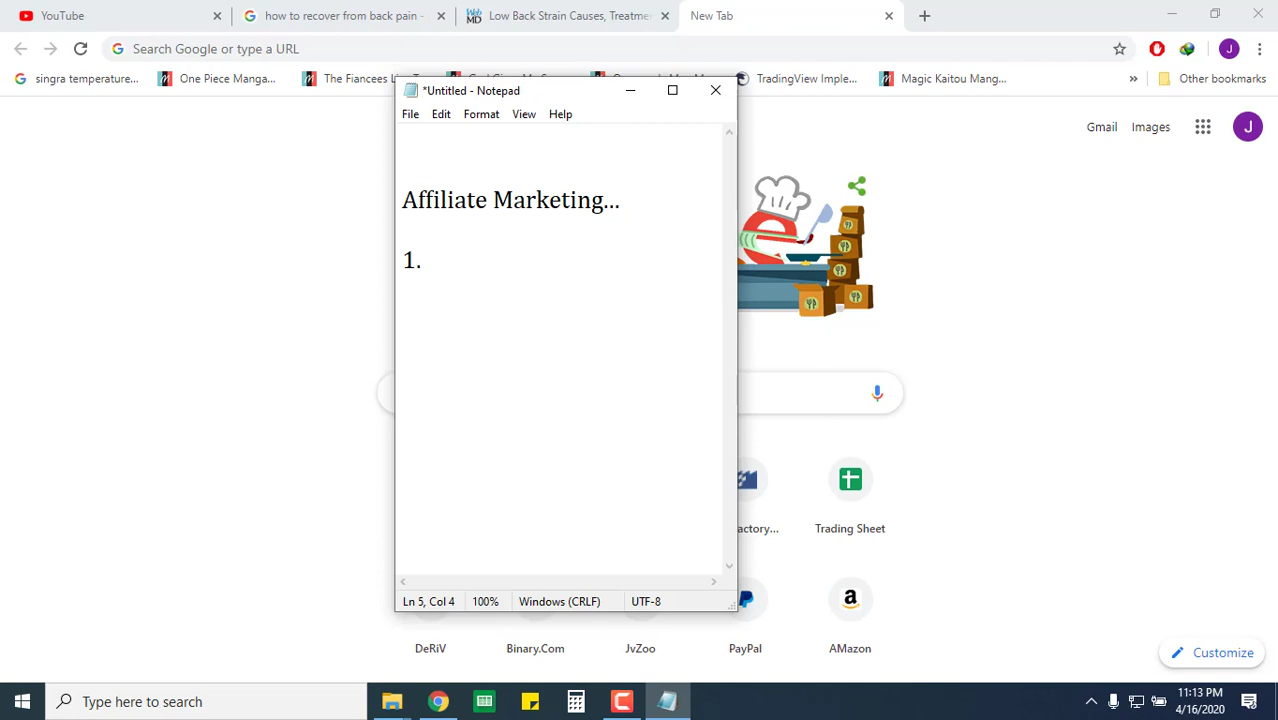 YouTube
how to recover from back pain -
Web MD
Low Back Strain Causes, Treatme
New Tab
Search Google or type a URL
J
singra temperature...
One Piece Manga...
The Fiancees
TradingView Imple...
Magic Kaitou Mang...
Other bookmarks
*Untitled - Notepad
File Edit Format View Help
Gmail Images J
Affiliate Marketing...
1.
actory...
Trading Sheet
Ln 5, Col 4 100% Windows (CRLF) UTF-8
DeRiV
Binary.Com
JvZoo
PayPal
AMazon
Customize
Type here to search
11:13 PM
4/16/2020